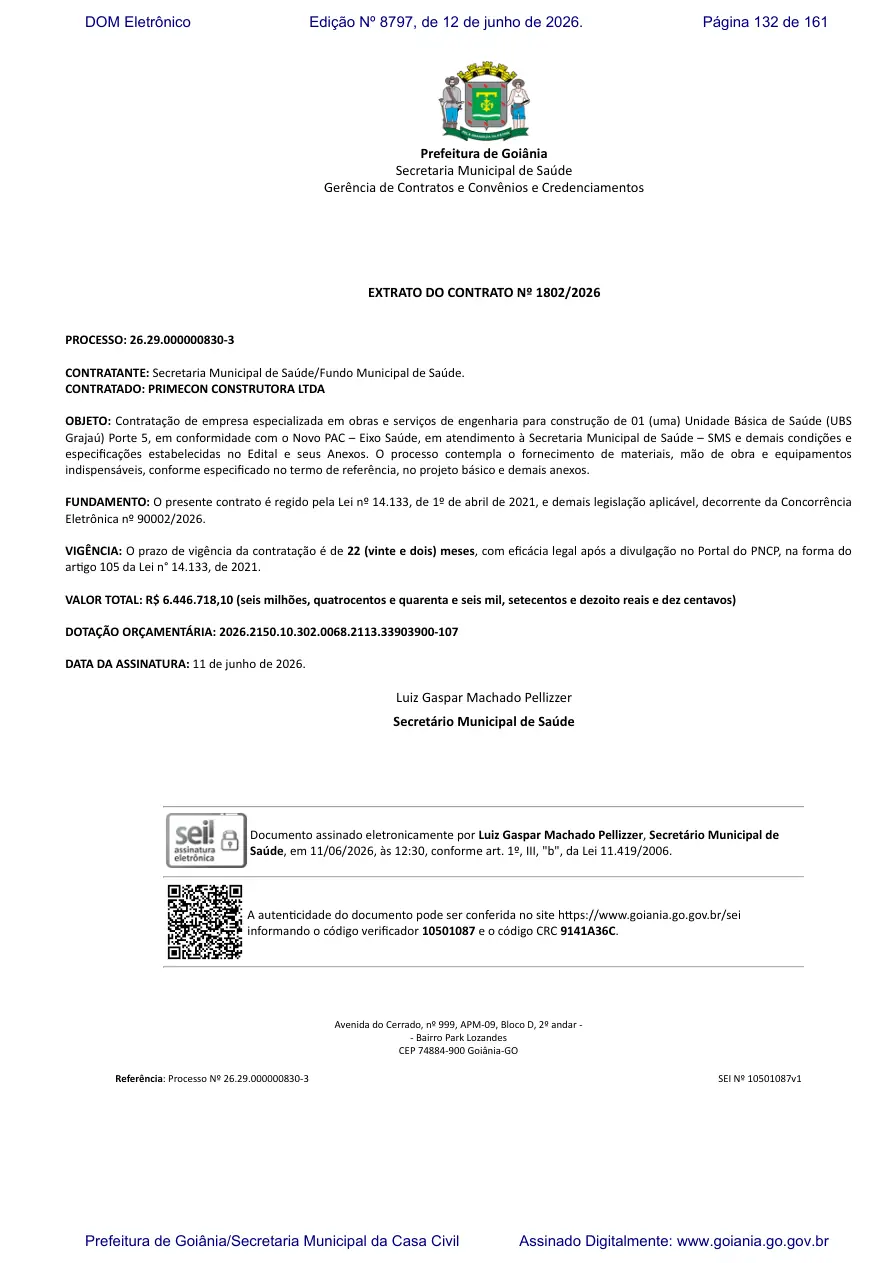 DOM Eletrônico Edição Nº 8797, de 12 de junho de 2026. Página 132 de 161
Prefeitura de Goiânia
Secretaria Municipal de Saúde
Gerência de Contratos e Convênios e Credenciamentos
EXTRATO DO CONTRATO Nº 1802/2026
PROCESSO: 26.29.000000830-3
CONTRATANTE: Secretaria Municipal de Saúde/Fundo Municipal de Saúde.
CONTRATADO: PRIMECON CONSTRUTORA LTDA
OBJETO: Contratação de empresa especializada em obras e serviços de engenharia para construção de 01 (uma) Unidade Básica de Saúde (UBS
Grajaú) Porte 5, em conformidade com o Novo PAC – Eixo Saúde, em atendimento à Secretaria Municipal de Saúde – SMS e demais condições e
especificações estabelecidas no Edital e seus Anexos. O processo contempla o fornecimento de materiais, mão de obra e equipamentos
indispensáveis, conforme especificado no termo de referência, no projeto básico e demais anexos.
FUNDAMENTO: O presente contrato é regido pela Lei nº 14.133, de 1º de abril de 2021, e demais legislação aplicável, decorrente da Concorrência
Eletrônica nº 90002/2026.
VIGÊNCIA: O prazo de vigência da contratação é de 22 (vinte e dois) meses, com eficácia legal após a divulgação no Portal do PNCP, na forma do
artigo 105 da Lei n° 14.133, de 2021.
VALOR TOTAL: R$ 6.446.718,10 (seis milhões, quatrocentos e quarenta e seis mil, setecentos e dezoito reais e dez centavos)
DOTAÇÃO ORÇAMENTÁRIA: 2026.2150.10.302.0068.2113.33903900-107
DATA DA ASSINATURA: 11 de junho de 2026.
Luiz Gaspar Machado Pellizzer
Secretário Municipal de Saúde
sei!
assinatura
eletrônica
Documento assinado eletronicamente por Luiz Gaspar Machado Pellizzer, Secretário Municipal de
Saúde, em 11/06/2026, às 12:30, conforme art. 1º, III, "b", da Lei 11.419/2006.
A autenticidade do documento pode ser conferida no site https://www.goiania.go.gov.br/sei
informando o código verificador 10501087 e o código CRC 9141A36C.
Avenida do Cerrado, nº 999, APM-09, Bloco D, 2º andar -
- Bairro Park Lozandes
CEP 74884-900 Goiânia-GO
Referência: Processo Nº 26.29.000000830-3 SEI Nº 10501087v1
Prefeitura de Goiânia/Secretaria Municipal da Casa Civil Assinado Digitalmente: www.goiania.go.gov.br